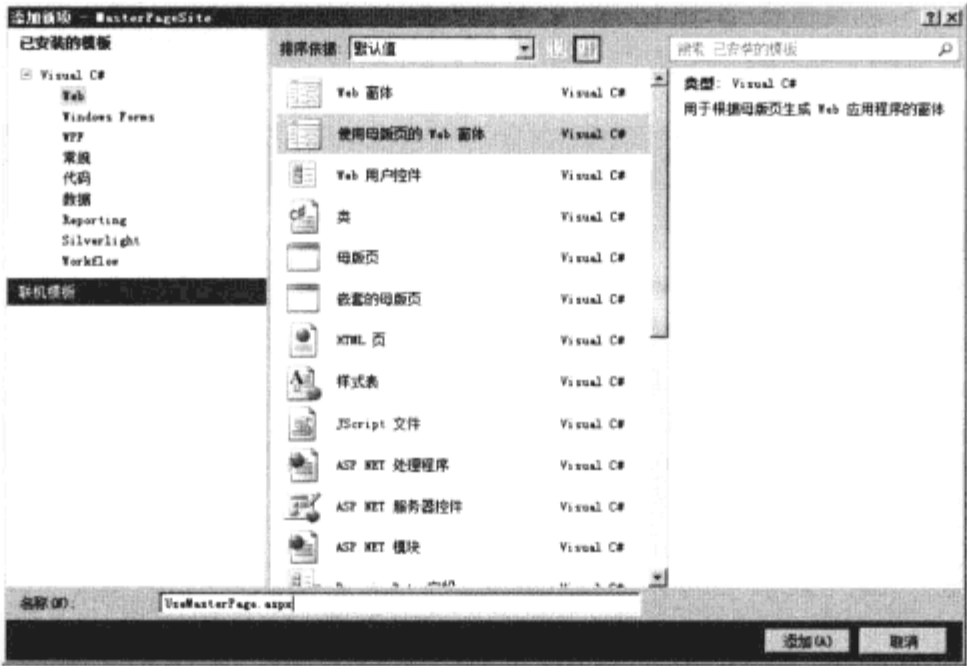 添加新项 - MasterPageSite
已安装的模板
Visual C#
Web
Windows Forms
WPF
常规
代码
数据
Reporting
Silverlight
Workflow
联机模板
排序依据: 默认值
Web 窗体 Visual C#
使用母版页的 Web 窗体 Visual C#
Web 用户控件 Visual C#
类 Visual C#
母版页 Visual C#
嵌套的母版页 Visual C#
HTML 页 Visual C#
样式表 Visual C#
JScript 文件 Visual C#
ASP NET 处理程序 Visual C#
ASP NET 服务器控件 Visual C#
ASP NET 模块 Visual C#
搜索 已安装的模板
类型: Visual C#
用于根据母版页生成 Web 应用程序的窗体
名称(N): UseMasterPage.aspx
添加(A) 取消